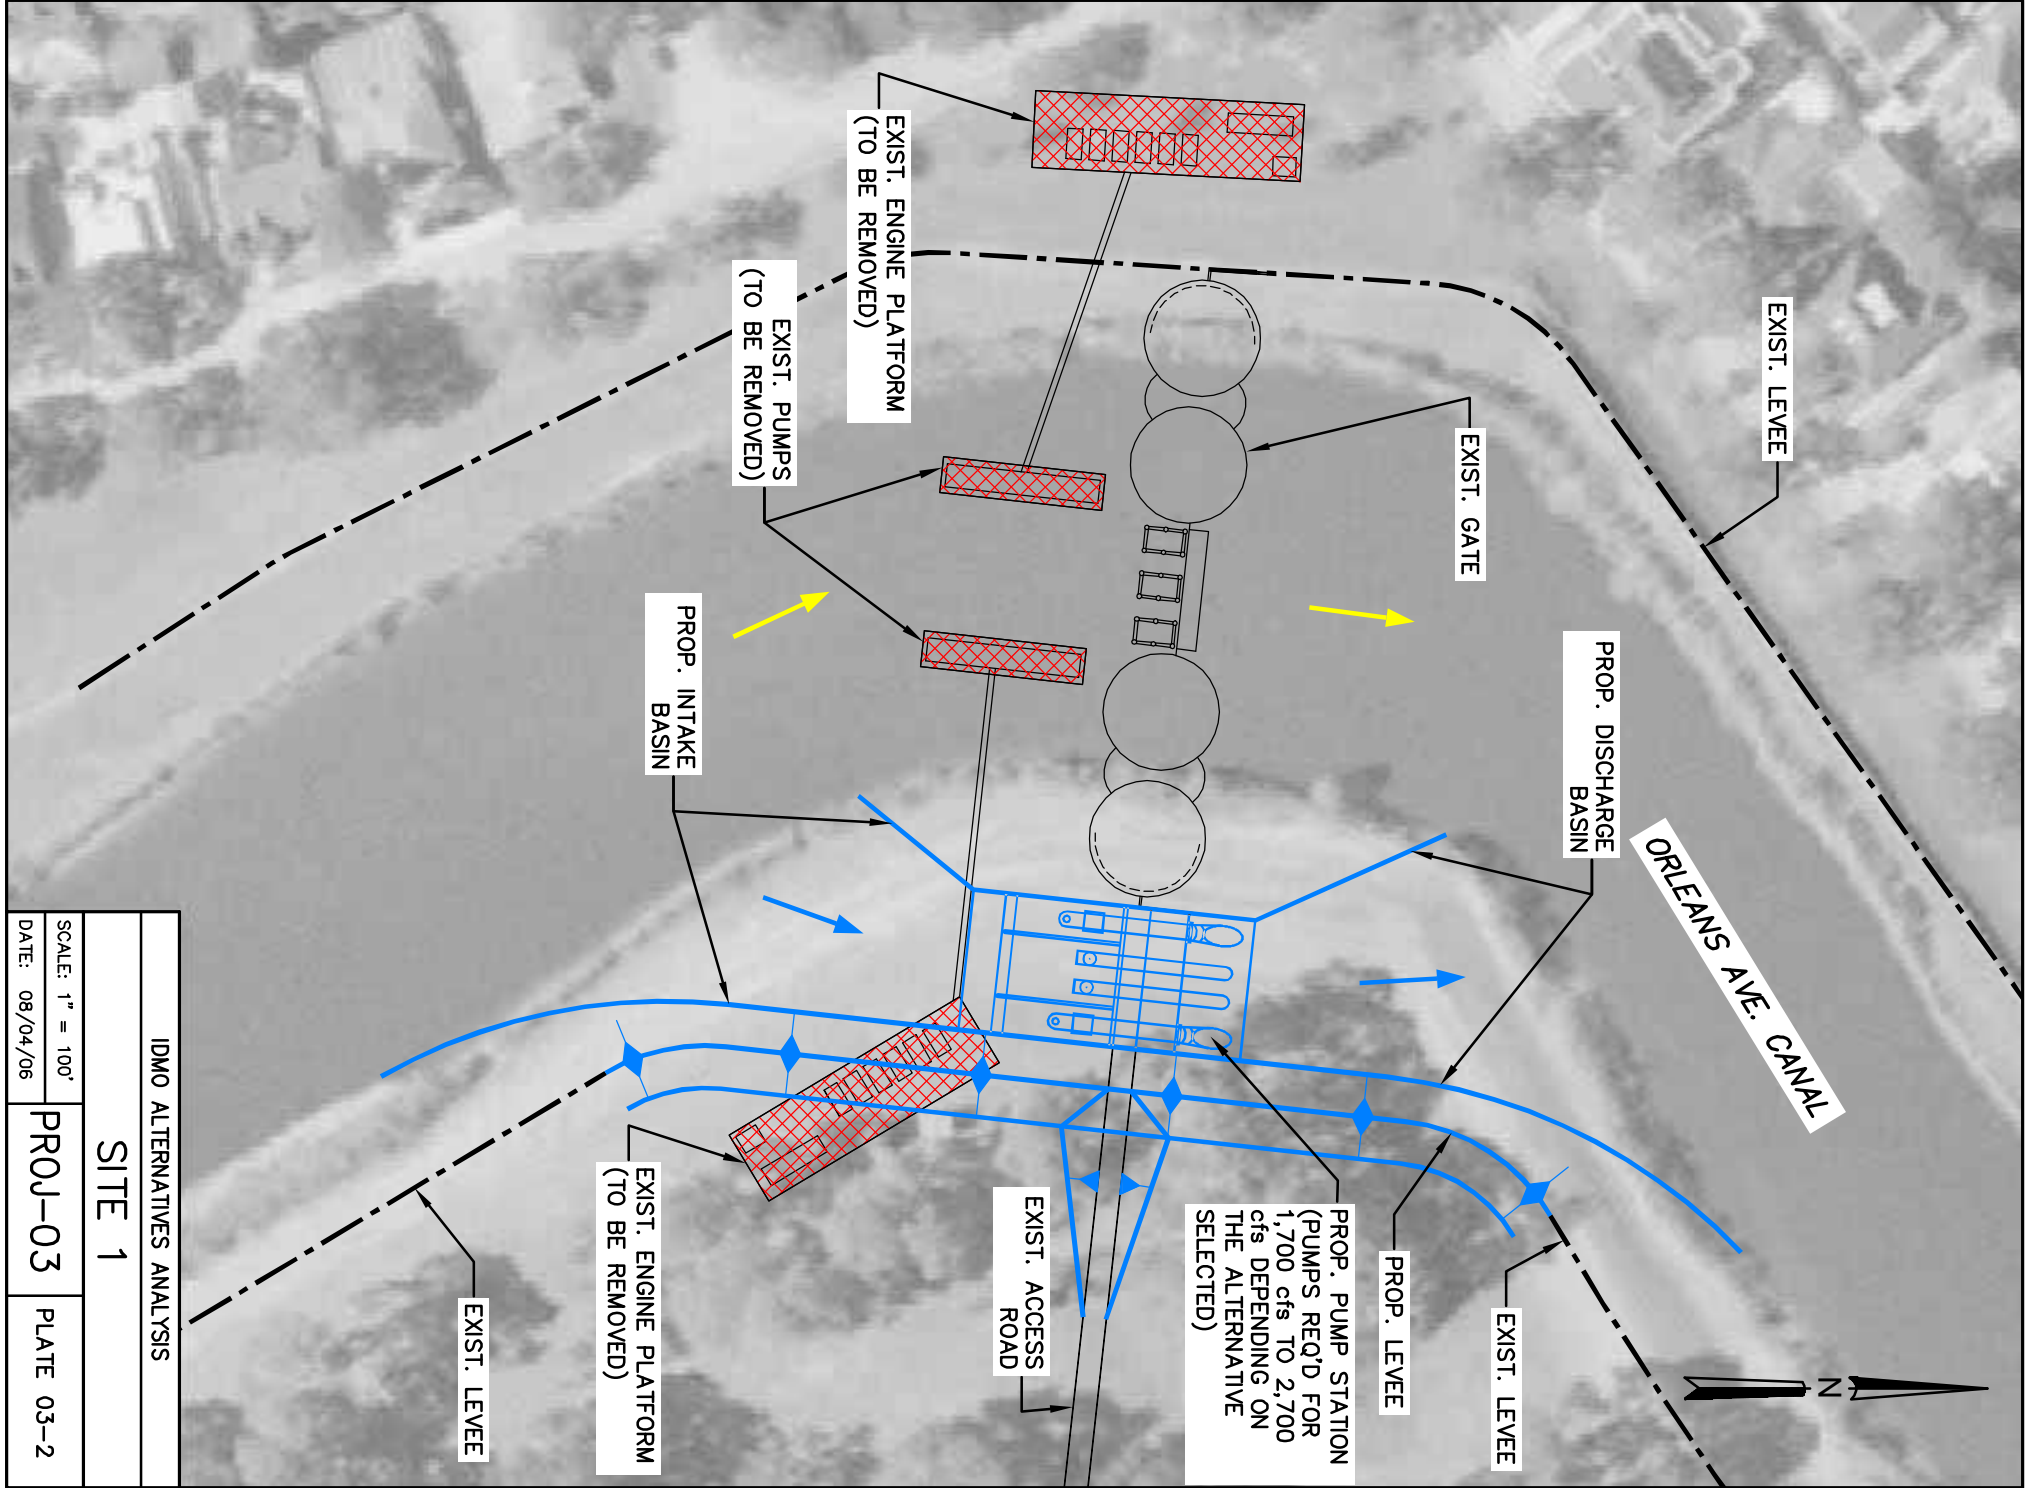 EXIST. ENGINE PLATFORM
(TO BE REMOVED)
EXIST. PUMPS
(TO BE REMOVED)
EXIST. LEVEE
EXIST. GATE
PROP. INTAKE
BASIN
PROP. DISCHARGE
BASIN
ORLEANS AVE. CANAL
EXIST. ENGINE PLATFORM
(TO BE REMOVED)
EXIST. LEVEE
EXIST. ACCESS
ROAD
PROP. PUMP STATION
(PUMPS REQ'D FOR
1,700 cfs TO 2,700
cfs DEPENDING ON
THE ALTERNATIVE
SELECTED)
PROP. LEVEE
EXIST. LEVEE
N
IDMO ALTERNATIVES ANALYSIS
SITE 1
SCALE: 1" = 100'
DATE: 08/04/06
PROJ-03
PLATE 03-2